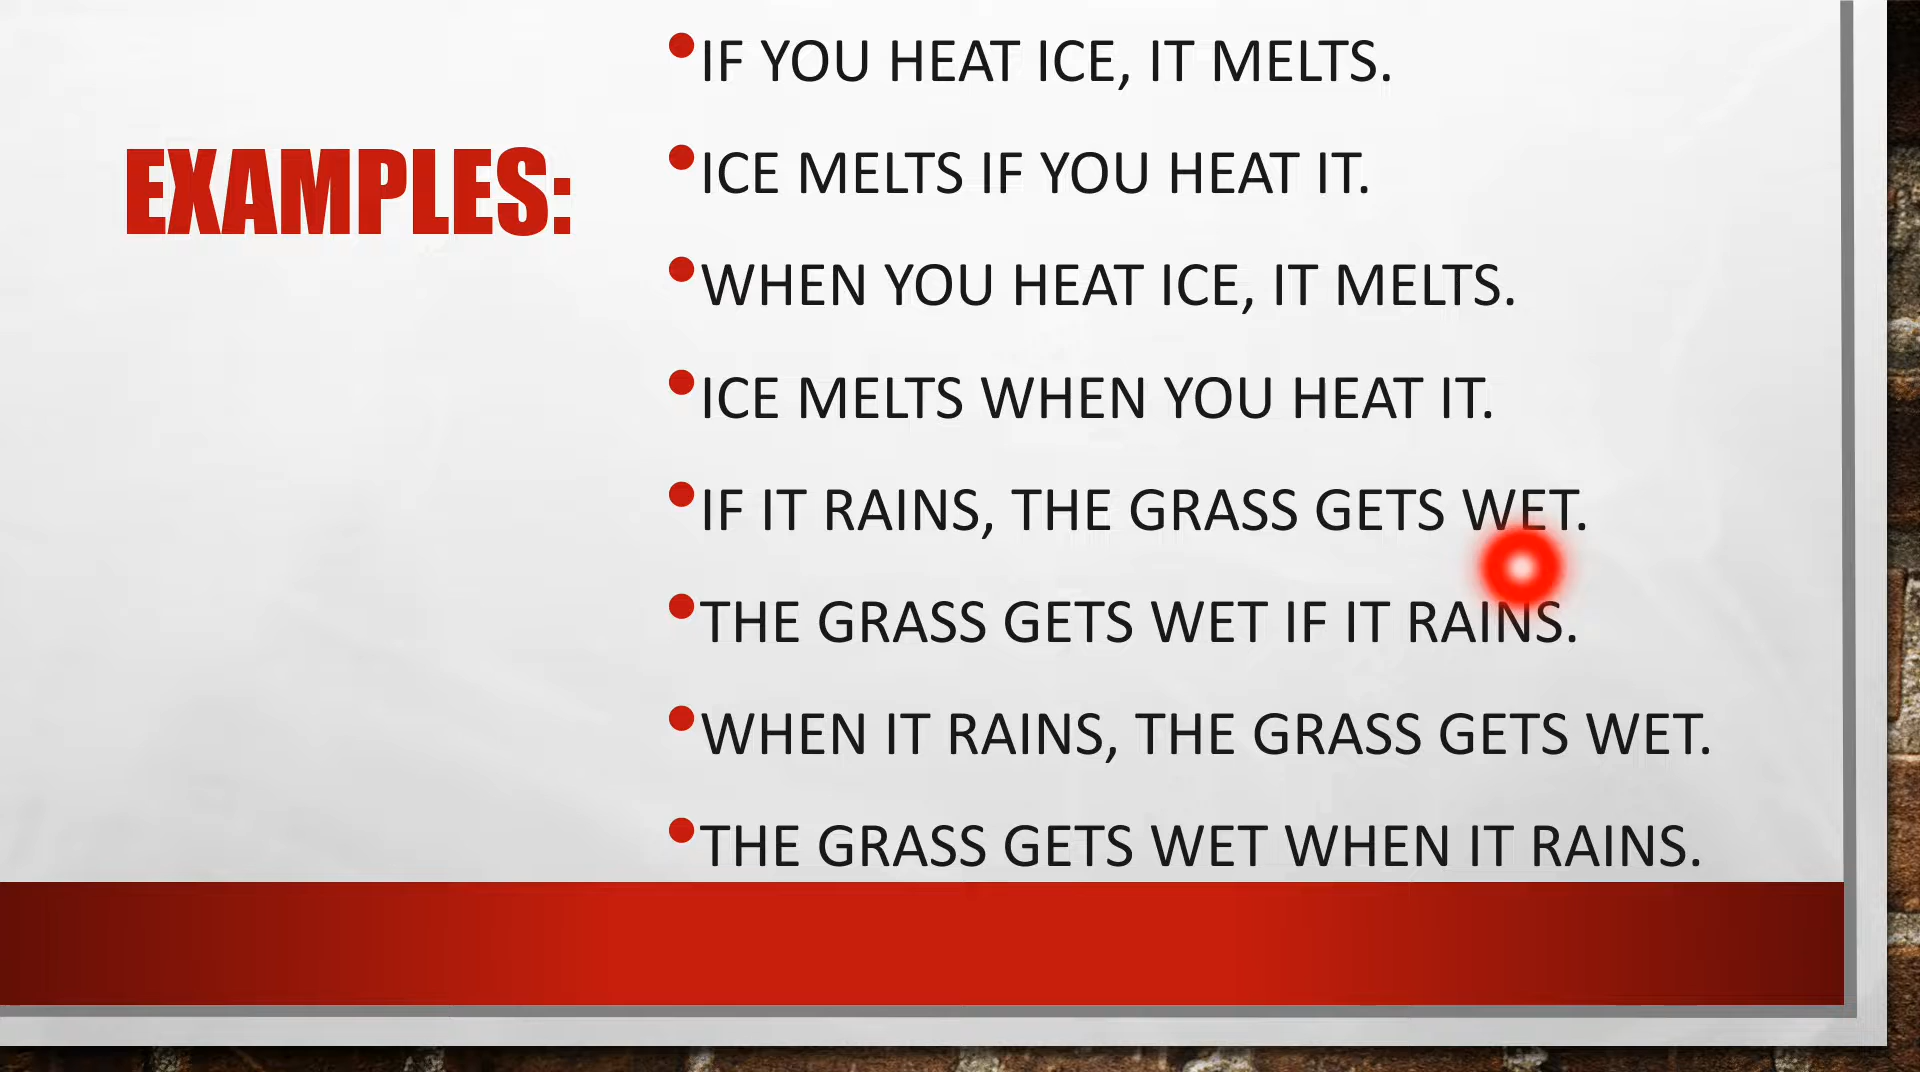 EXAMPLES:
•IF YOU HEAT ICE, IT MELTS.
•ICE MELTS IF YOU HEAT IT.
•WHEN YOU HEAT ICE, IT MELTS.
•ICE MELTS WHEN YOU HEAT IT.
•IF IT RAINS, THE GRASS GETS WET.
•THE GRASS GETS WET IF IT RAINS.
•WHEN IT RAINS, THE GRASS GETS WET.
•THE GRASS GETS WET WHEN IT RAINS.